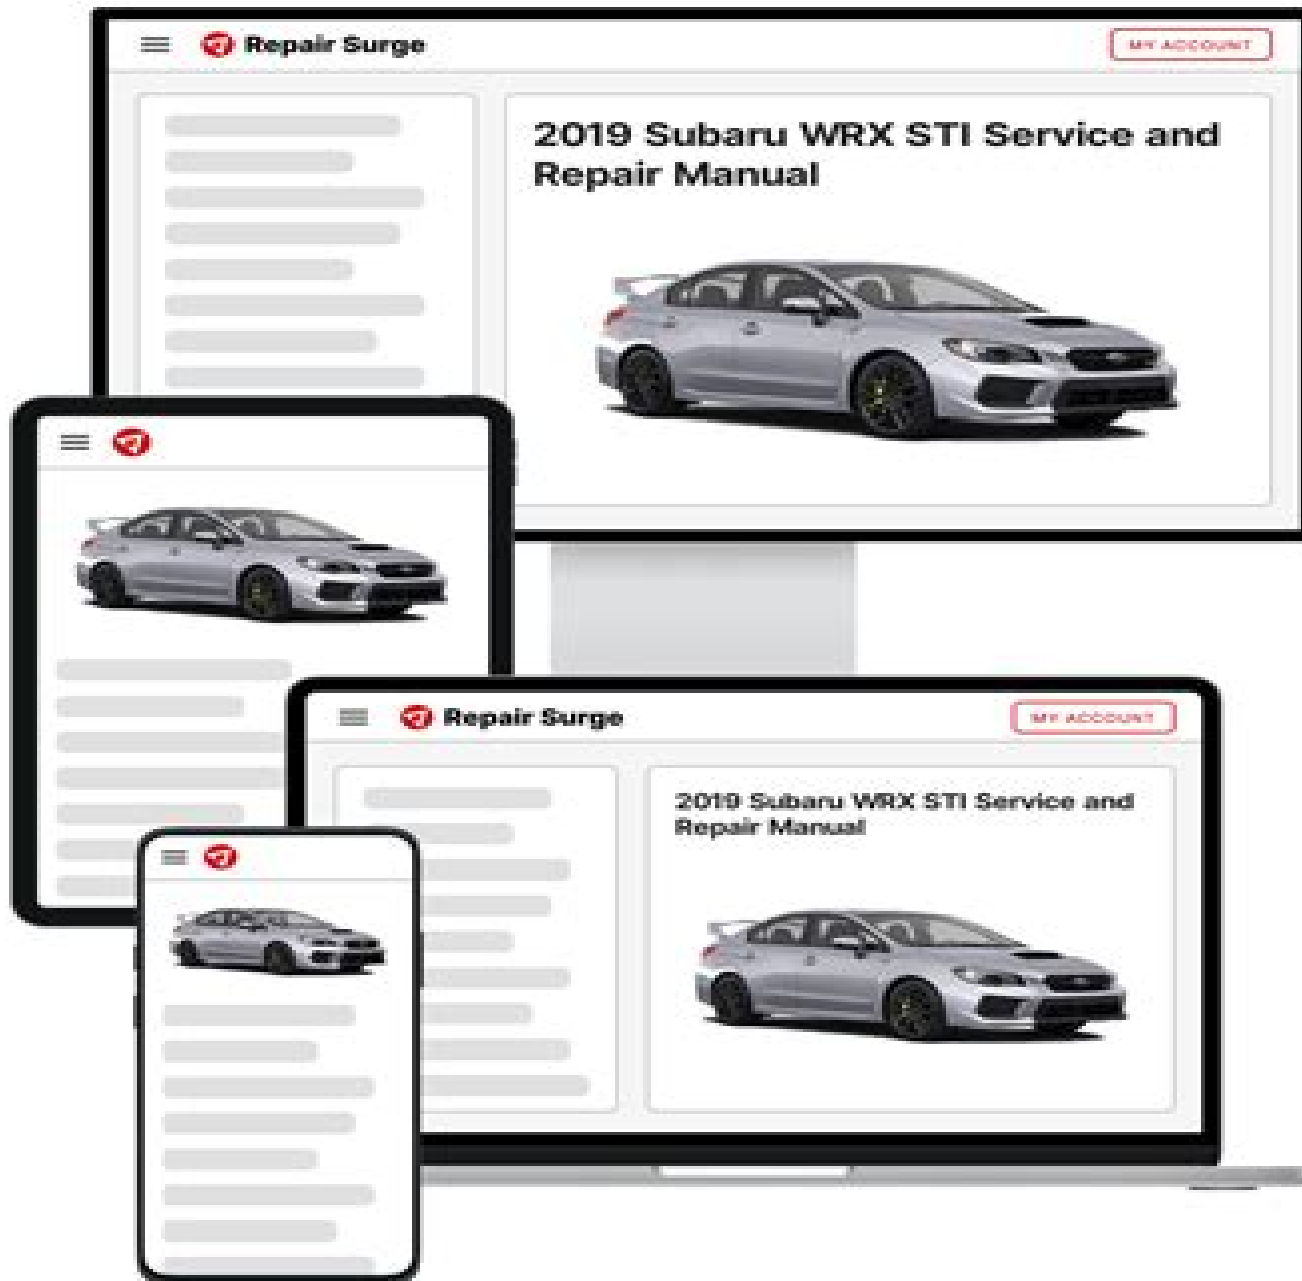 Repair Surge
MY ACCOUNT
2019 Subaru WRX STI Service and
Repair Manual
Repair Surge
MY ACCOUNT
2019 Subaru WRX STI Service and
Repair Manual